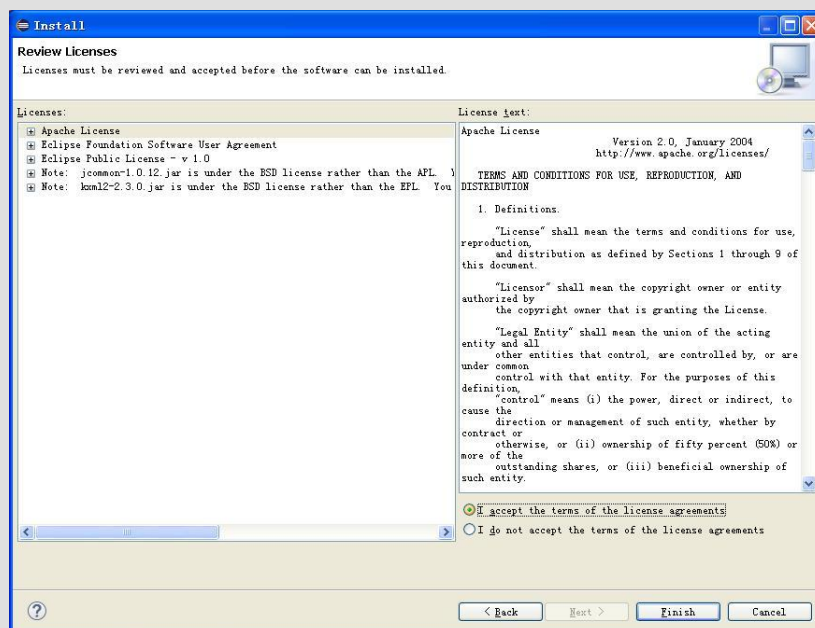 Install
Review Licenses
Licenses must be reviewed and accepted before the software can be installed.
Licenses:
Apache License
Eclipse Foundation Software User Agreement
Eclipse Public License - v 1.0
Note: jcommon-1.0.12.jar is under the BSD license rather than the APL. Y
Note: kxml2-2.3.0.jar is under the BSD license rather than the EPL. You
License text:
Apache License
Version 2.0, January 2004
http://www.apache.org/licenses/
TERMS AND CONDITIONS FOR USE, REPRODUCTION, AND
DISTRIBUTION
1. Definitions.
"License" shall mean the terms and conditions for use,
reproduction,
and distribution as defined by Sections 1 through 9 of
this document.
"Licensor" shall mean the copyright owner or entity
authorized by
the copyright owner that is granting the License.
"Legal Entity" shall mean the union of the acting
entity and all
other entities that control, are controlled by, or are
under common
control with that entity. For the purposes of this
definition,
"control" means (i) the power, direct or indirect, to
cause the
direction or management of such entity, whether by
contract or
otherwise, or (ii) ownership of fifty percent (50%) or
more of the
outstanding shares, or (iii) beneficial ownership of
such entity.
I accept the terms of the license agreements
I do not accept the terms of the license agreements
< Back
Next >
Finish
Cancel